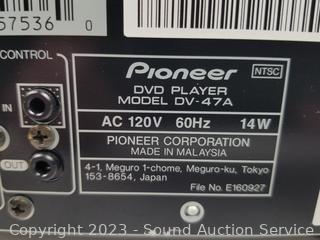 57536 0
CONTROL
IN
OUT
Pioneer
NTSC
DVD PLAYER
MODEL DV-47A
AC 120V 60Hz 14W
PIONEER CORPORATION
MADE IN MALAYSIA
4-1, Meguro 1-chome, Meguro-ku, Tokyo
153-8654, Japan
File No. E160927
Copyright 2023 - Sound Auction Service